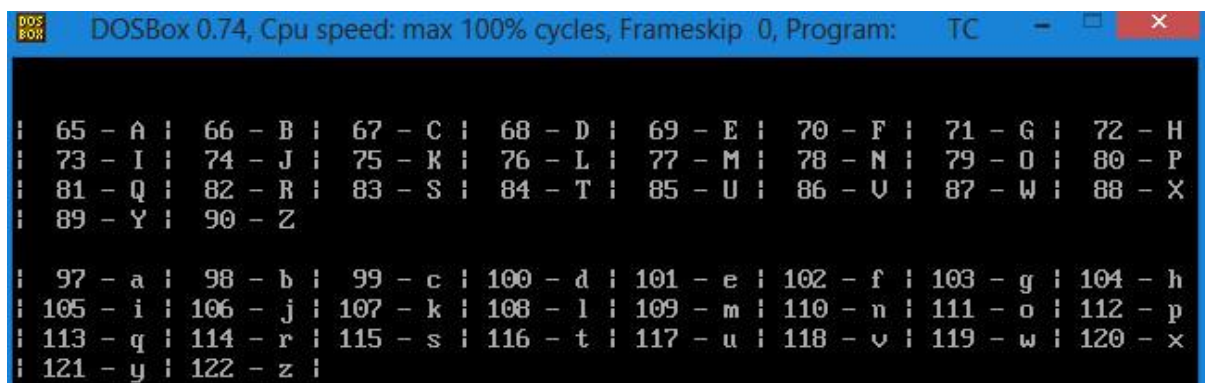 DOS BOX DOSBox 0.74, Cpu speed: max 100% cycles, Frameskip 0, Program: TC
¦ 65 - A ¦ 66 - B ¦ 67 - C ¦ 68 - D ¦ 69 - E ¦ 70 - F ¦ 71 - G ¦ 72 - H
¦ 73 - I ¦ 74 - J ¦ 75 - K ¦ 76 - L ¦ 77 - M ¦ 78 - N ¦ 79 - O ¦ 80 - P
¦ 81 - Q ¦ 82 - R ¦ 83 - S ¦ 84 - T ¦ 85 - U ¦ 86 - V ¦ 87 - W ¦ 88 - X
¦ 89 - Y ¦ 90 - Z
¦ 97 - a ¦ 98 - b ¦ 99 - c ¦ 100 - d ¦ 101 - e ¦ 102 - f ¦ 103 - g ¦ 104 - h
¦ 105 - i ¦ 106 - j ¦ 107 - k ¦ 108 - l ¦ 109 - m ¦ 110 - n ¦ 111 - o ¦ 112 - p
¦ 113 - q ¦ 114 - r ¦ 115 - s ¦ 116 - t ¦ 117 - u ¦ 118 - v ¦ 119 - w ¦ 120 - x
¦ 121 - y ¦ 122 - z ¦